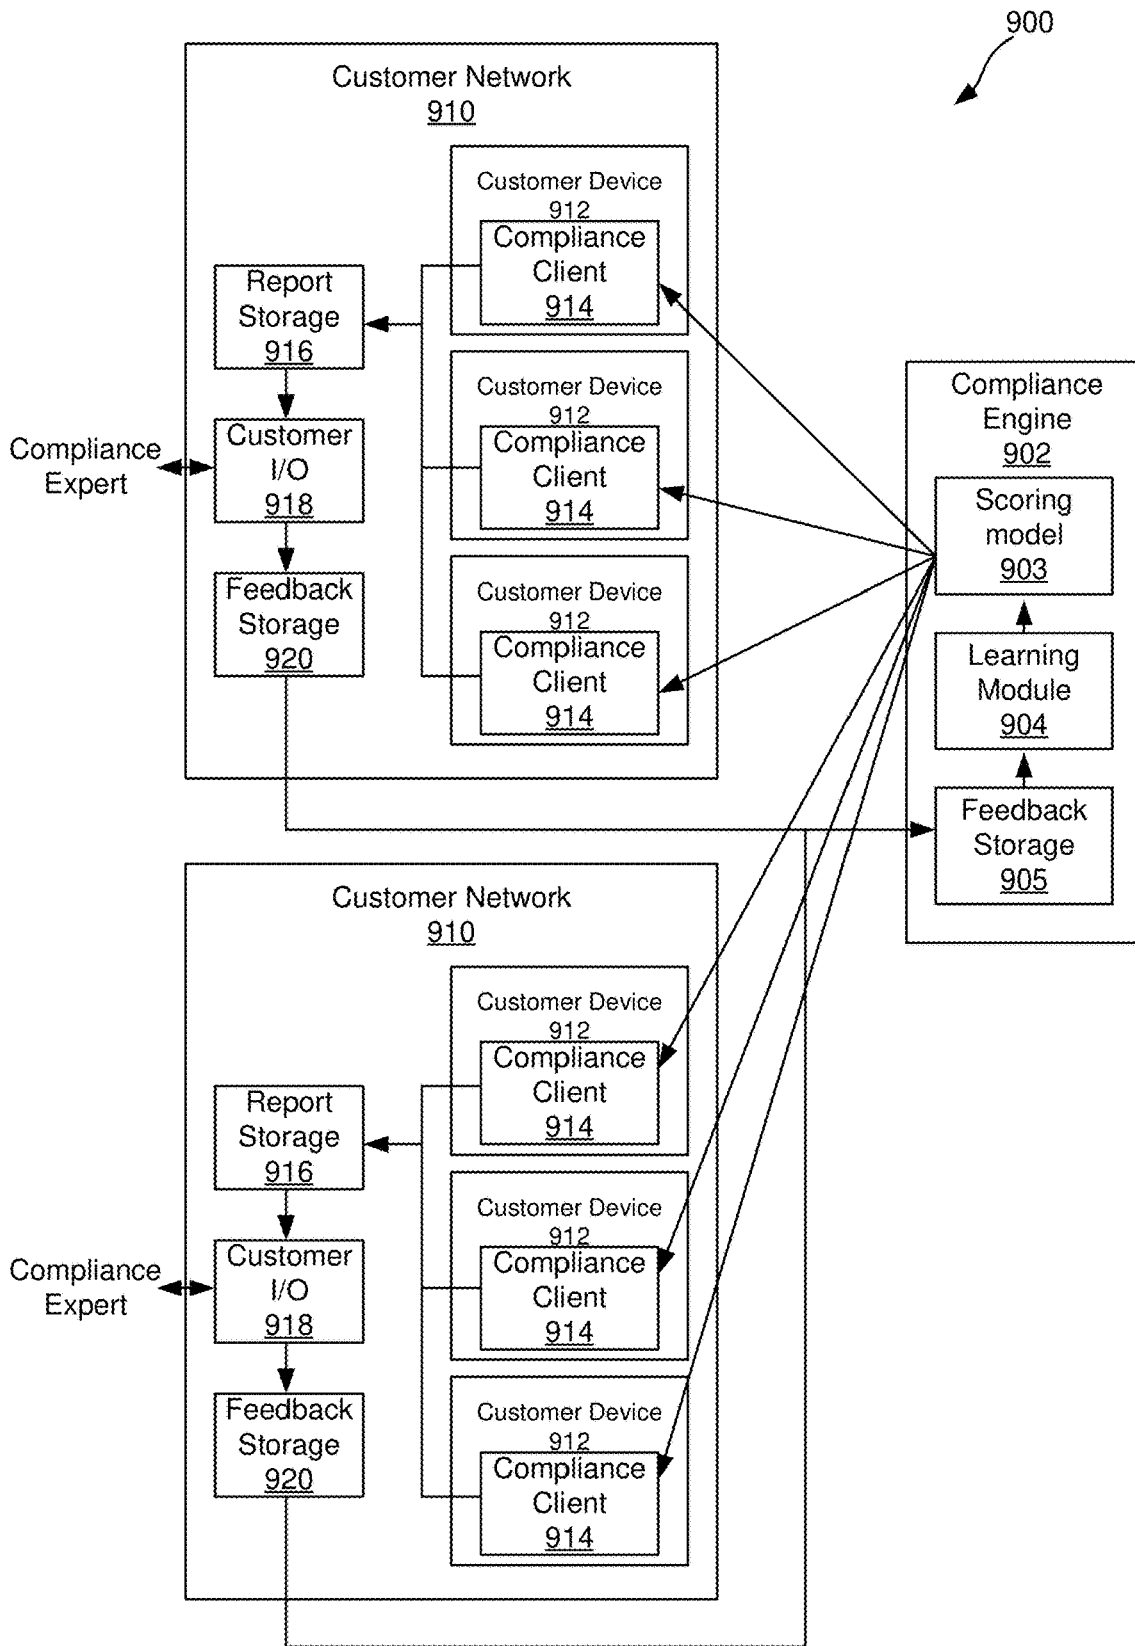 900
Customer Network
910
Customer Device
912
Compliance
Client
914
Customer Device
912
Compliance
Client
914
Customer Device
912
Compliance
Client
914
Report
Storage
916
Customer
I/O
918
Feedback
Storage
920
Compliance
Expert
Compliance
Engine
902
Scoring
model
903
Learning
Module
904
Feedback
Storage
905
Customer Network
910
Customer Device
912
Compliance
Client
914
Customer Device
912
Compliance
Client
914
Customer Device
912
Compliance
Client
914
Report
Storage
916
Customer
I/O
918
Feedback
Storage
920
Compliance
Expert